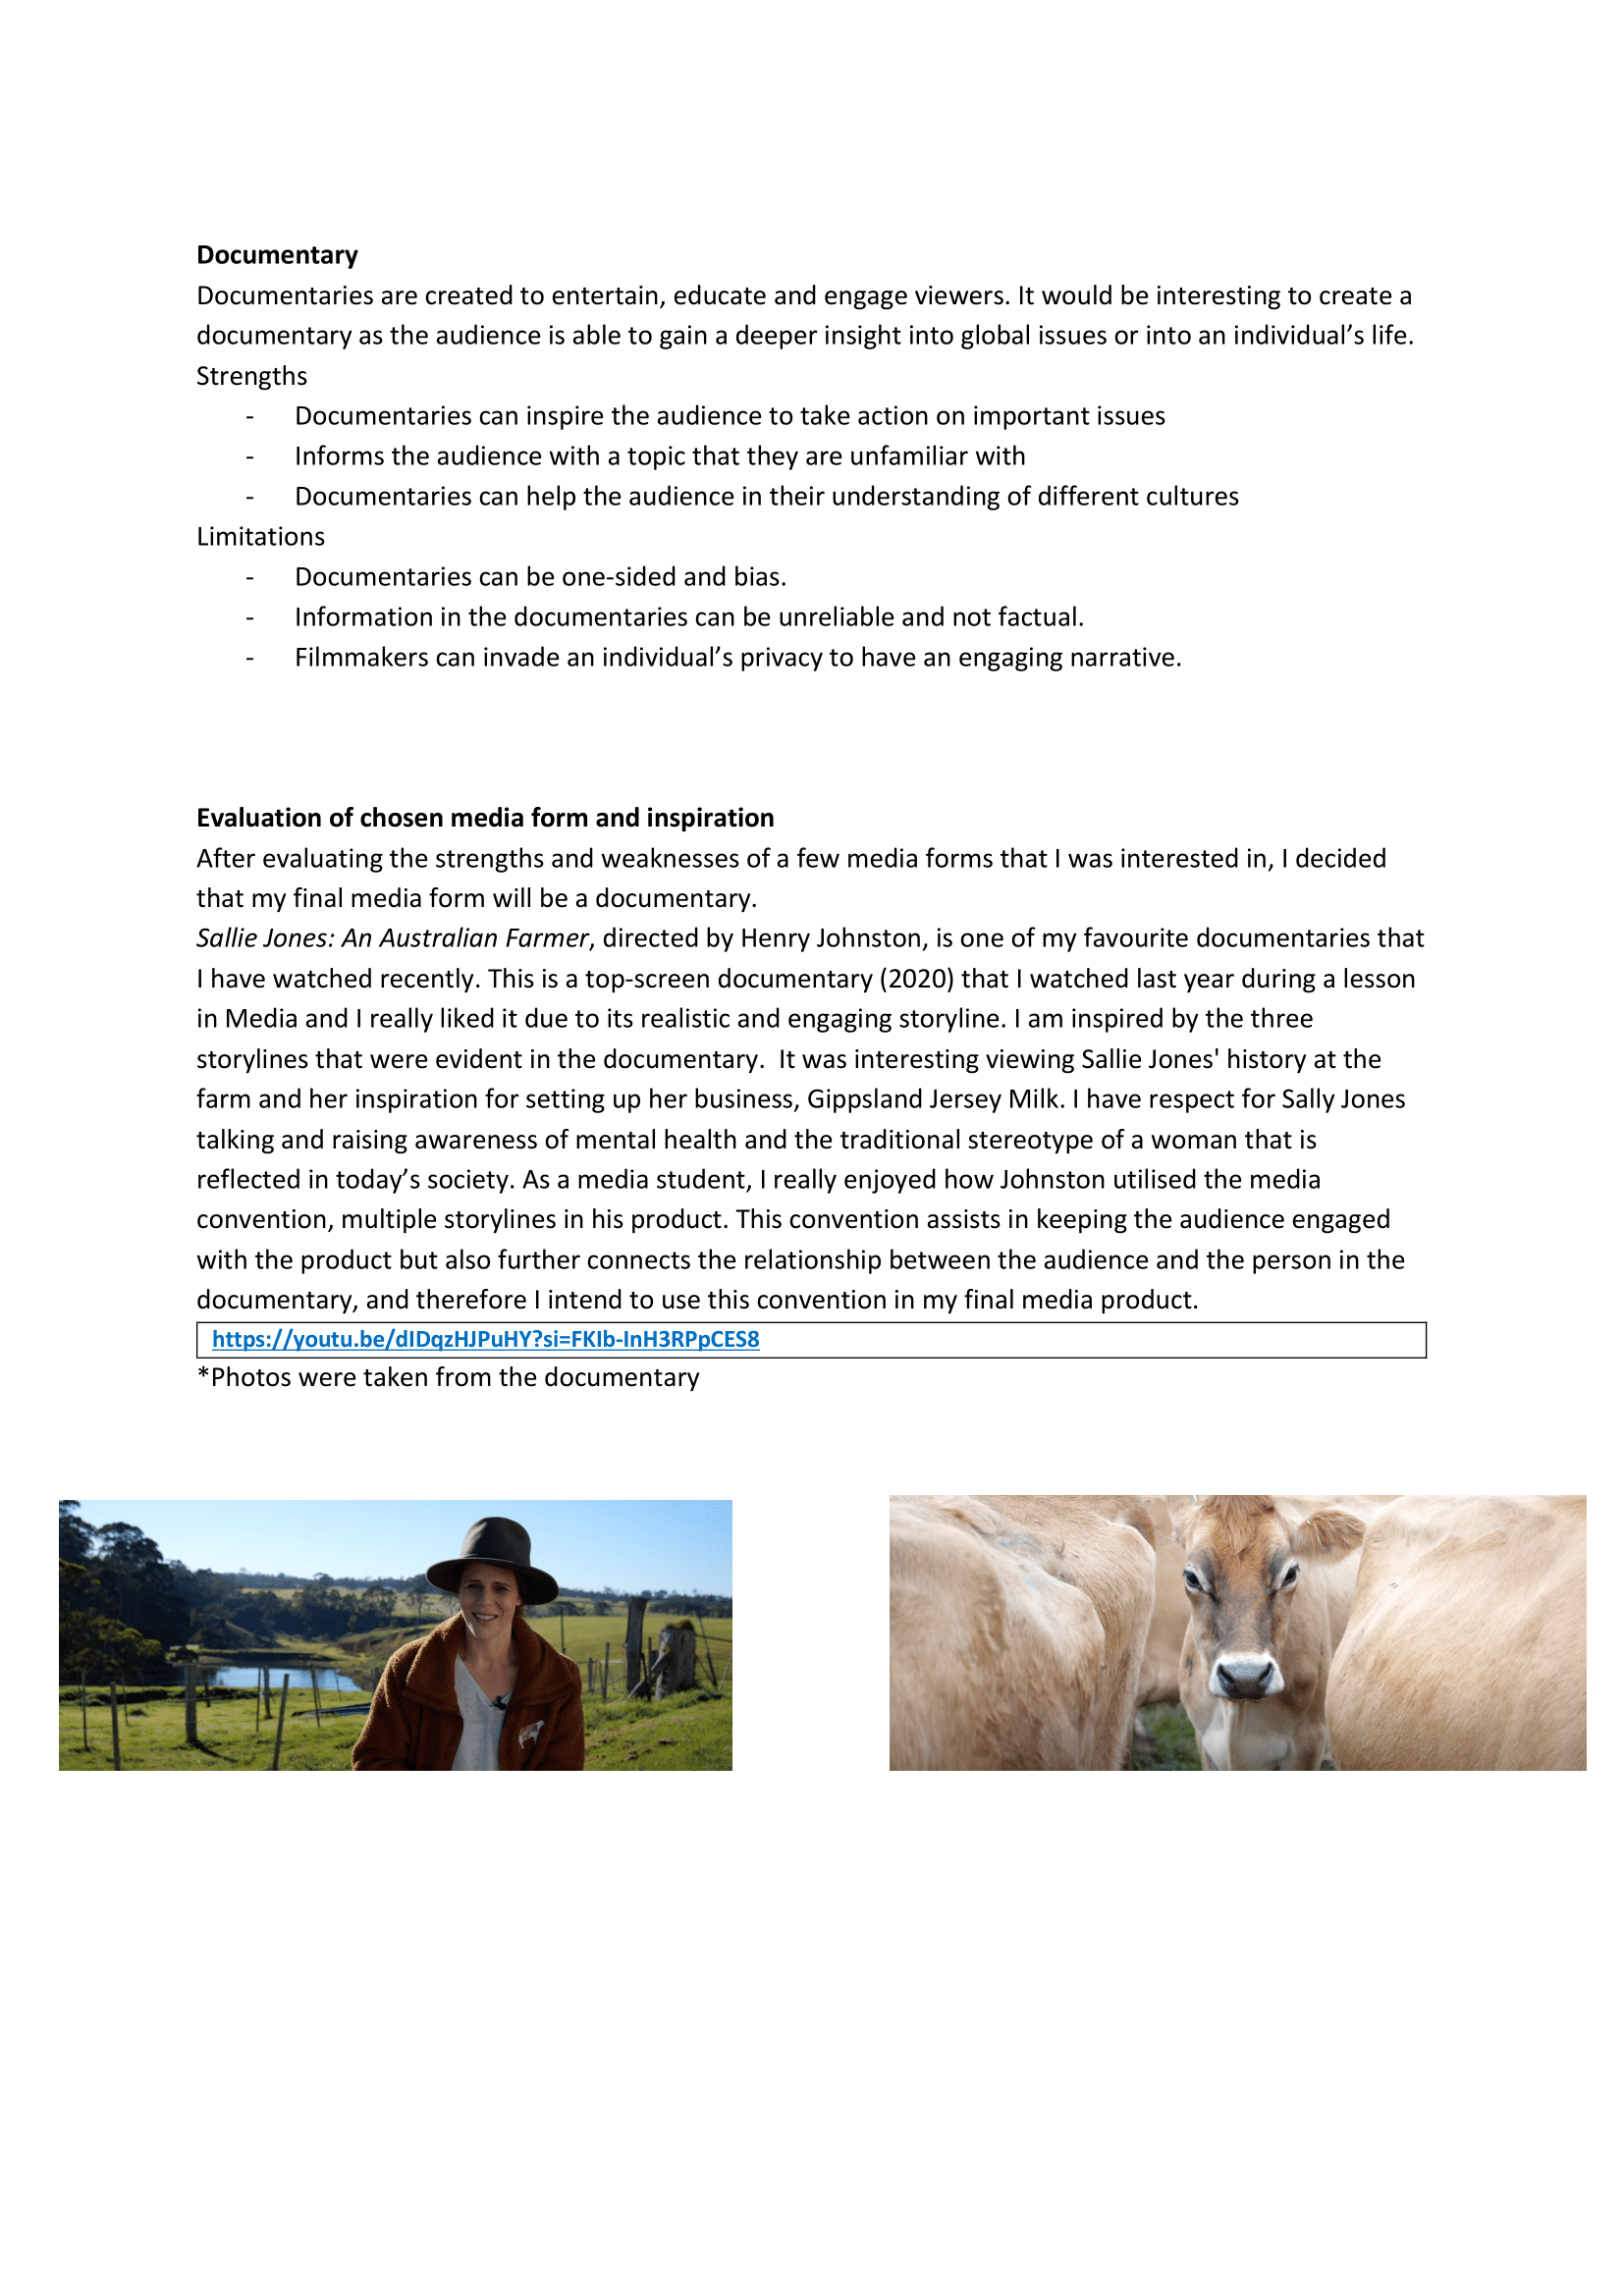 Documentary
Documentaries are created to entertain, educate and engage viewers. It would be interesting to create a
documentary as the audience is able to gain a deeper insight into global issues or into an individual’s life.
Strengths
- Documentaries can inspire the audience to take action on important issues
- Informs the audience with a topic that they are unfamiliar with
- Documentaries can help the audience in their understanding of different cultures
Limitations
- Documentaries can be one-sided and bias.
- Information in the documentaries can be unreliable and not factual.
- Filmmakers can invade an individual’s privacy to have an engaging narrative.
Evaluation of chosen media form and inspiration
After evaluating the strengths and weaknesses of a few media forms that I was interested in, I decided
that my final media form will be a documentary.
Sallie Jones: An Australian Farmer, directed by Henry Johnston, is one of my favourite documentaries that
I have watched recently. This is a top-screen documentary (2020) that I watched last year during a lesson
in Media and I really liked it due to its realistic and engaging storyline. I am inspired by the three
storylines that were evident in the documentary.  It was interesting viewing Sallie Jones' history at the
farm and her inspiration for setting up her business, Gippsland Jersey Milk. I have respect for Sally Jones
talking and raising awareness of mental health and the traditional stereotype of a woman that is
reflected in today’s society. As a media student, I really enjoyed how Johnston utilised the media
convention, multiple storylines in his product. This convention assists in keeping the audience engaged
with the product but also further connects the relationship between the audience and the person in the
documentary, and therefore I intend to use this convention in my final media product.
https://youtu.be/dIDqzHJPuHY?si=FKIb-InH3RPpCES8
*Photos were taken from the documentary